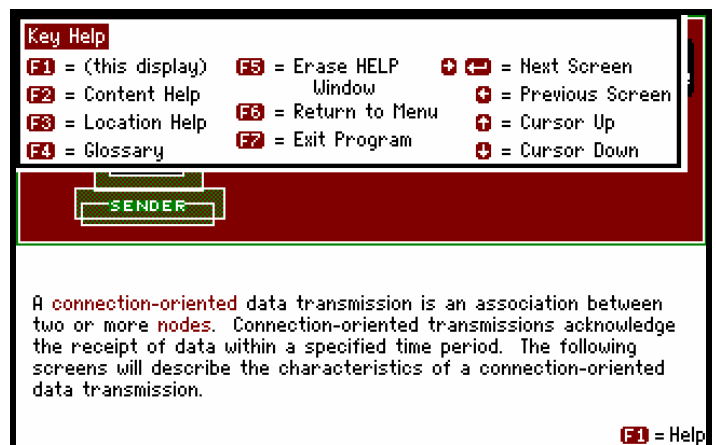 Key Help
F1 = (this display)
F2 = Content Help
F3 = Location Help
F4 = Glossary
F5 = Erase HELP
Window
F6 = Return to Menu
F7 = Exit Program
→ ↵ = Next Screen
← = Previous Screen
↑ = Cursor Up
↓ = Cursor Down
SENDER
A connection-oriented data transmission is an association between
two or more nodes. Connection-oriented transmissions acknowledge
the receipt of data within a specified time period. The following
screens will describe the characteristics of a connection-oriented
data transmission.
F1 = Help